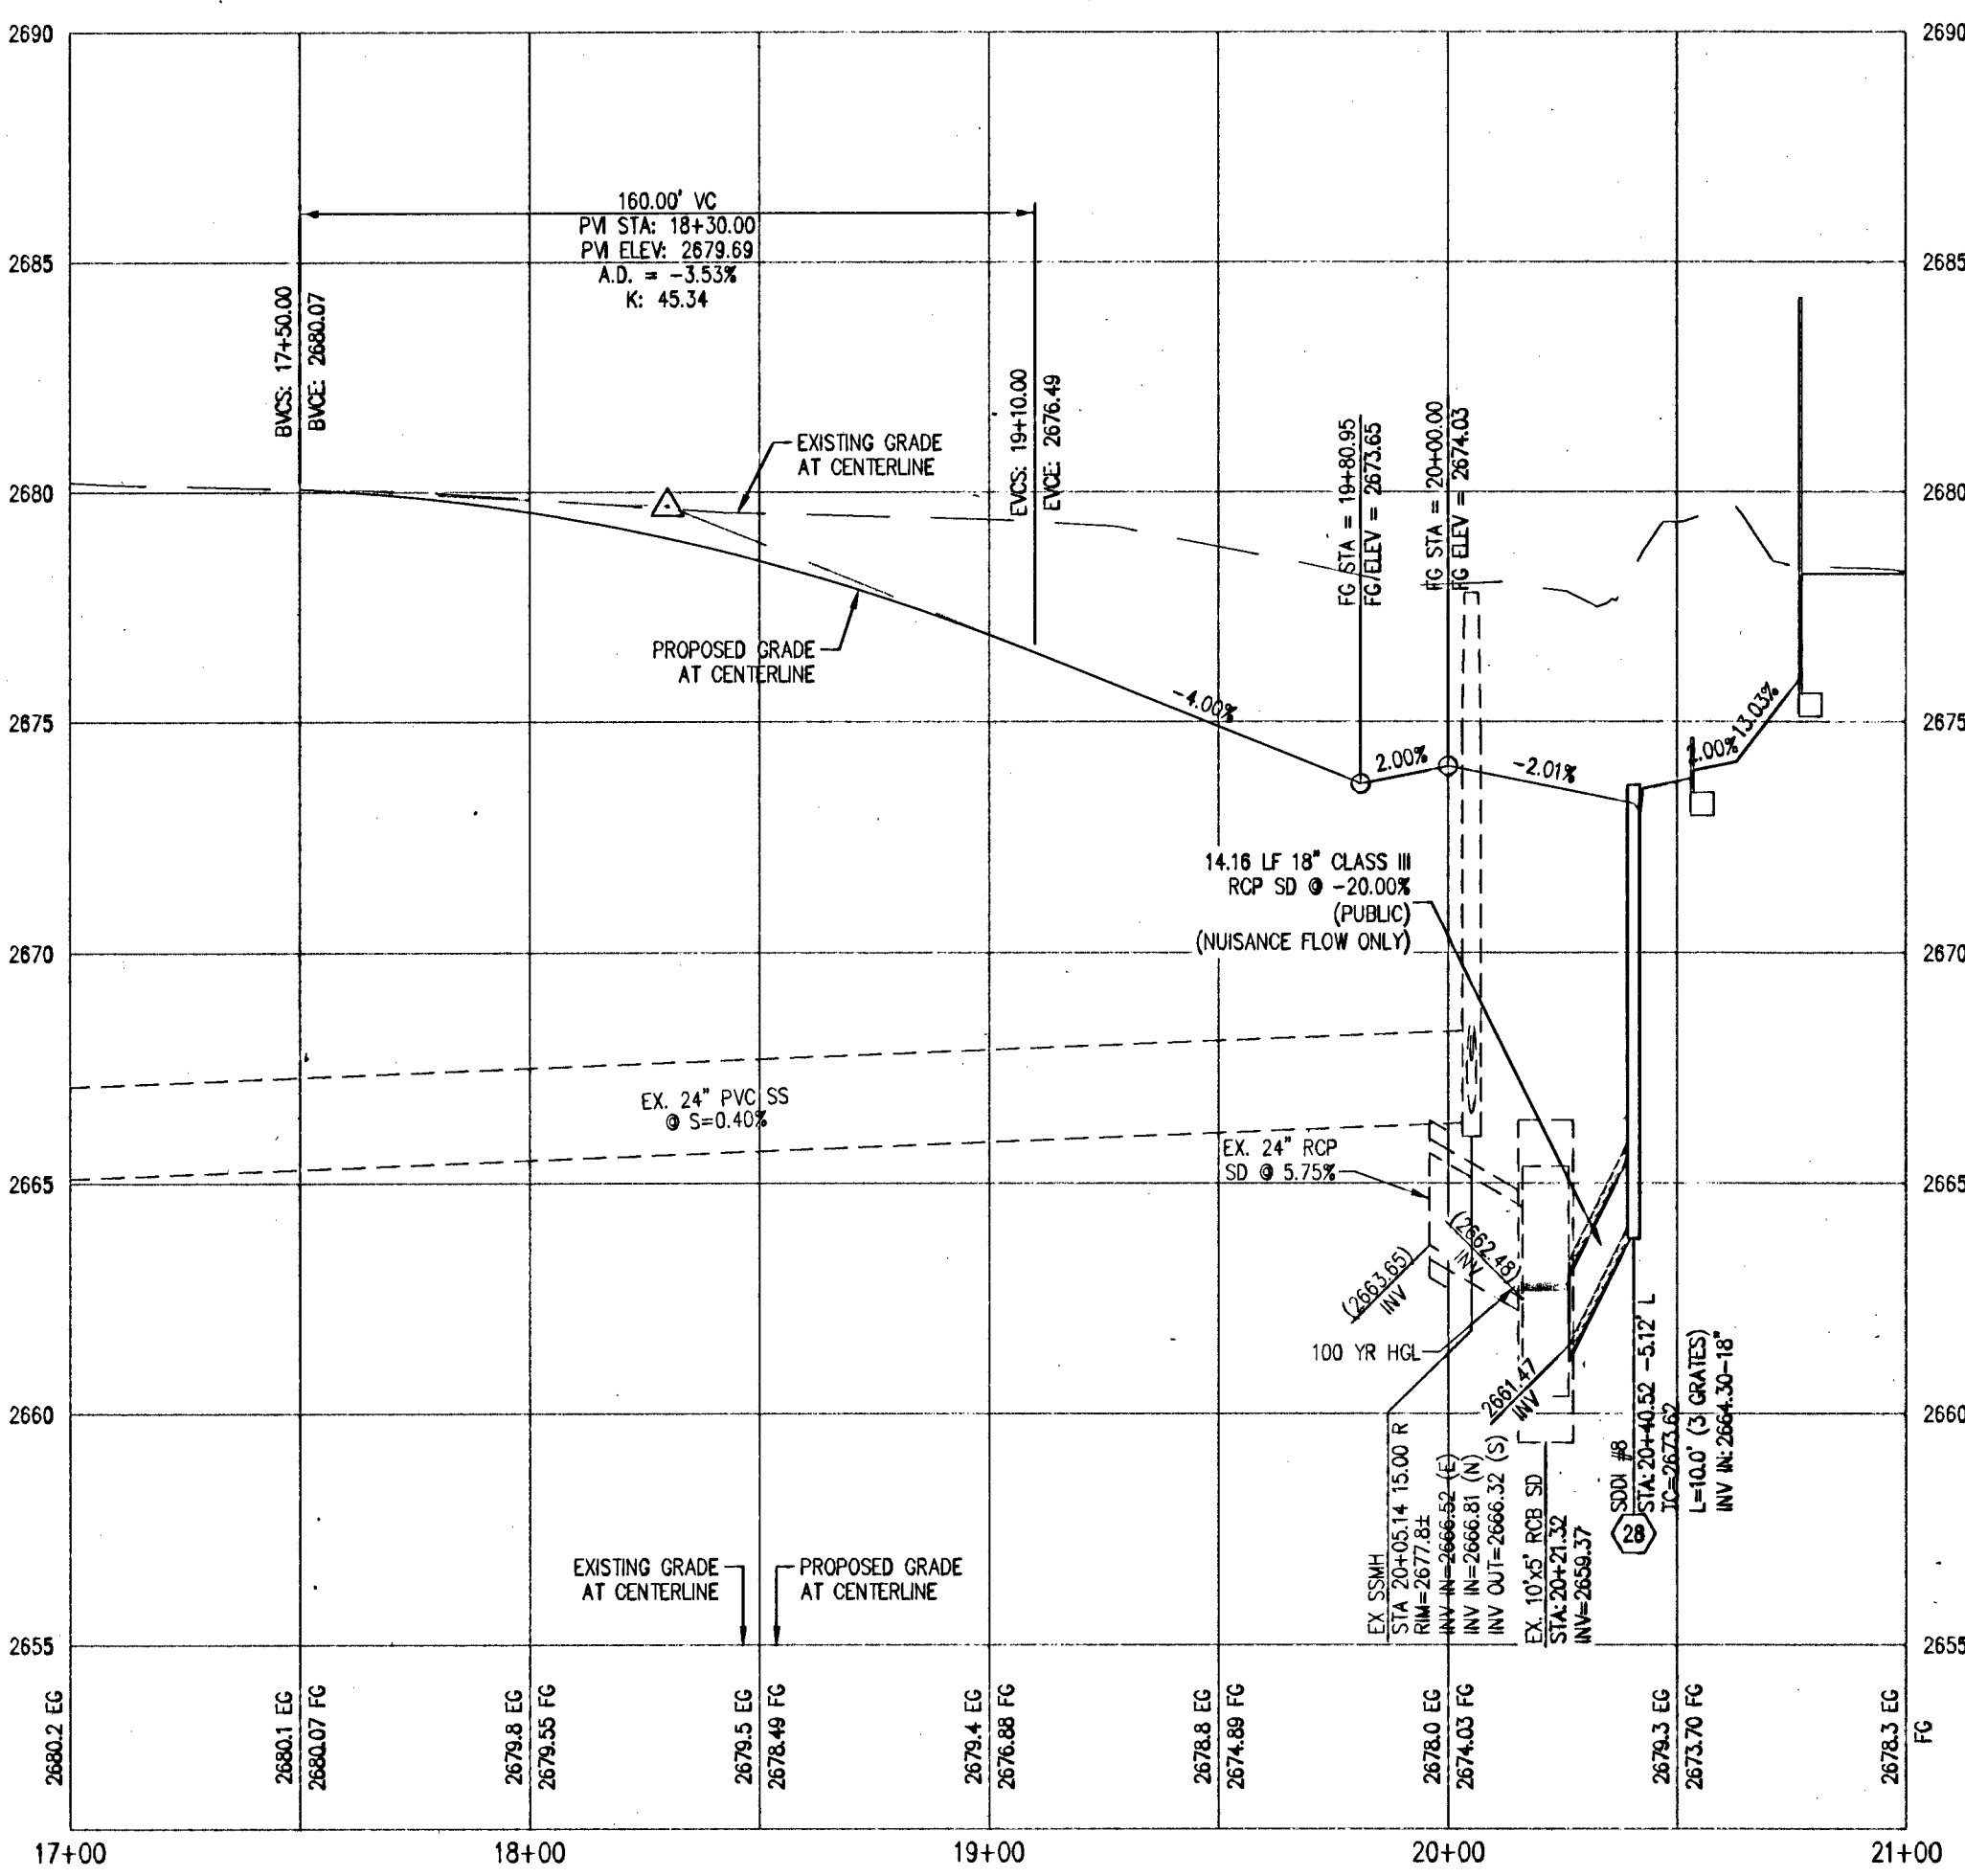 2690
2690
160.00' VC
PVI STA: 18+30.00
PVI ELEV: 2679.69
A.D. = -3.53%
K: 45.34
2685
2685
BVCS: 17+50.00
BVCE: 2680.07
EVCS: 19+10.00
EVCE: 2676.49
FG STA = 19+80.95
FG ELEV = 2673.65
FG STA = 20+00.00
FG ELEV = 2674.03
EXISTING GRADE
AT CENTERLINE
2680
2680
PROPOSED GRADE
AT CENTERLINE
-4.00%
2.00%
-2.01%
2.00%
-13.03%
2675
2675
14.16 LF 18" CLASS III
RCP SD @ -20.00%
(PUBLIC)
(NUISANCE FLOW ONLY)
2670
2670
EX. 24" PVC SS
@ S=0.40%
EX. 24" RCP
SD @ 5.75%
2665
2665
(2663.65)
INV
(2662.48)
INV
100 YR HGL
2661.47
INV
2660
2660
EX SSMH
STA 20+05.14 15.00 R
RIM=2677.8±
INV IN=2666.52 (E)
INV IN=2666.81 (N)
INV OUT=2666.32 (S)
EX. 10'x5' RCB SD
STA: 20+21.32
INV=2659.37
SDDI #8
STA: 20+40.52 -5.12' L
TC=2673.62
L=10.0' (3 GRATES)
INV IN: 2664.30-18"
28
EXISTING GRADE
AT CENTERLINE
PROPOSED GRADE
AT CENTERLINE
2655
2655
2680.2 EG
2680.1 EG
2680.07 FG
2679.8 EG
2679.55 FG
2679.5 EG
2678.49 FG
2679.4 EG
2676.88 FG
2678.8 EG
2674.89 FG
2678.0 EG
2674.03 FG
2679.3 EG
2673.70 FG
2678.3 EG
FG
17+00
18+00
19+00
20+00
21+00